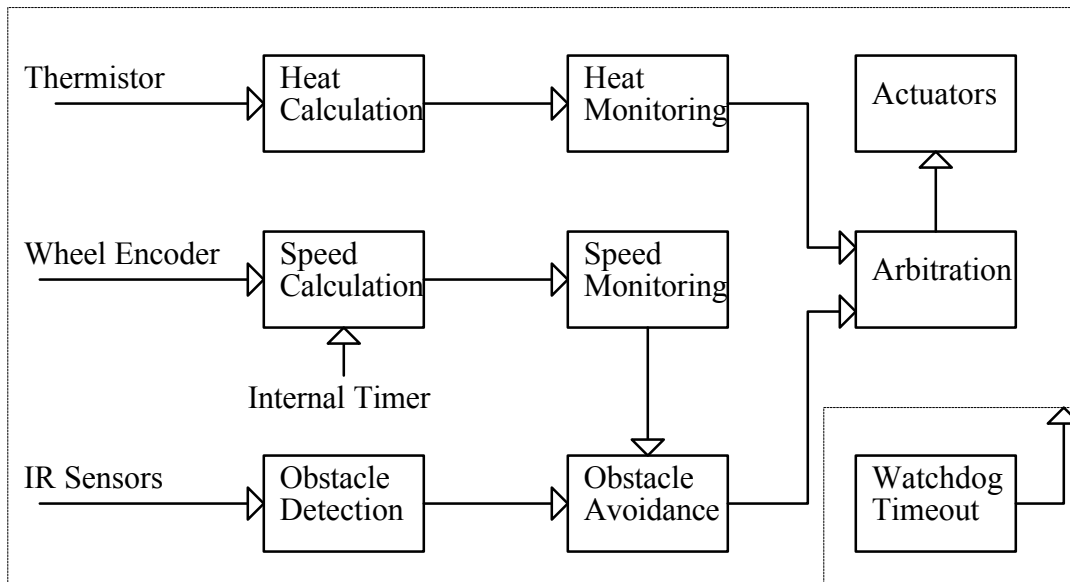 Thermistor
Heat
Calculation
Heat
Monitoring
Actuators
Wheel Encoder
Speed
Calculation
Speed
Monitoring
Arbitration
Internal Timer
IR Sensors
Obstacle
Detection
Obstacle
Avoidance
Watchdog
Timeout